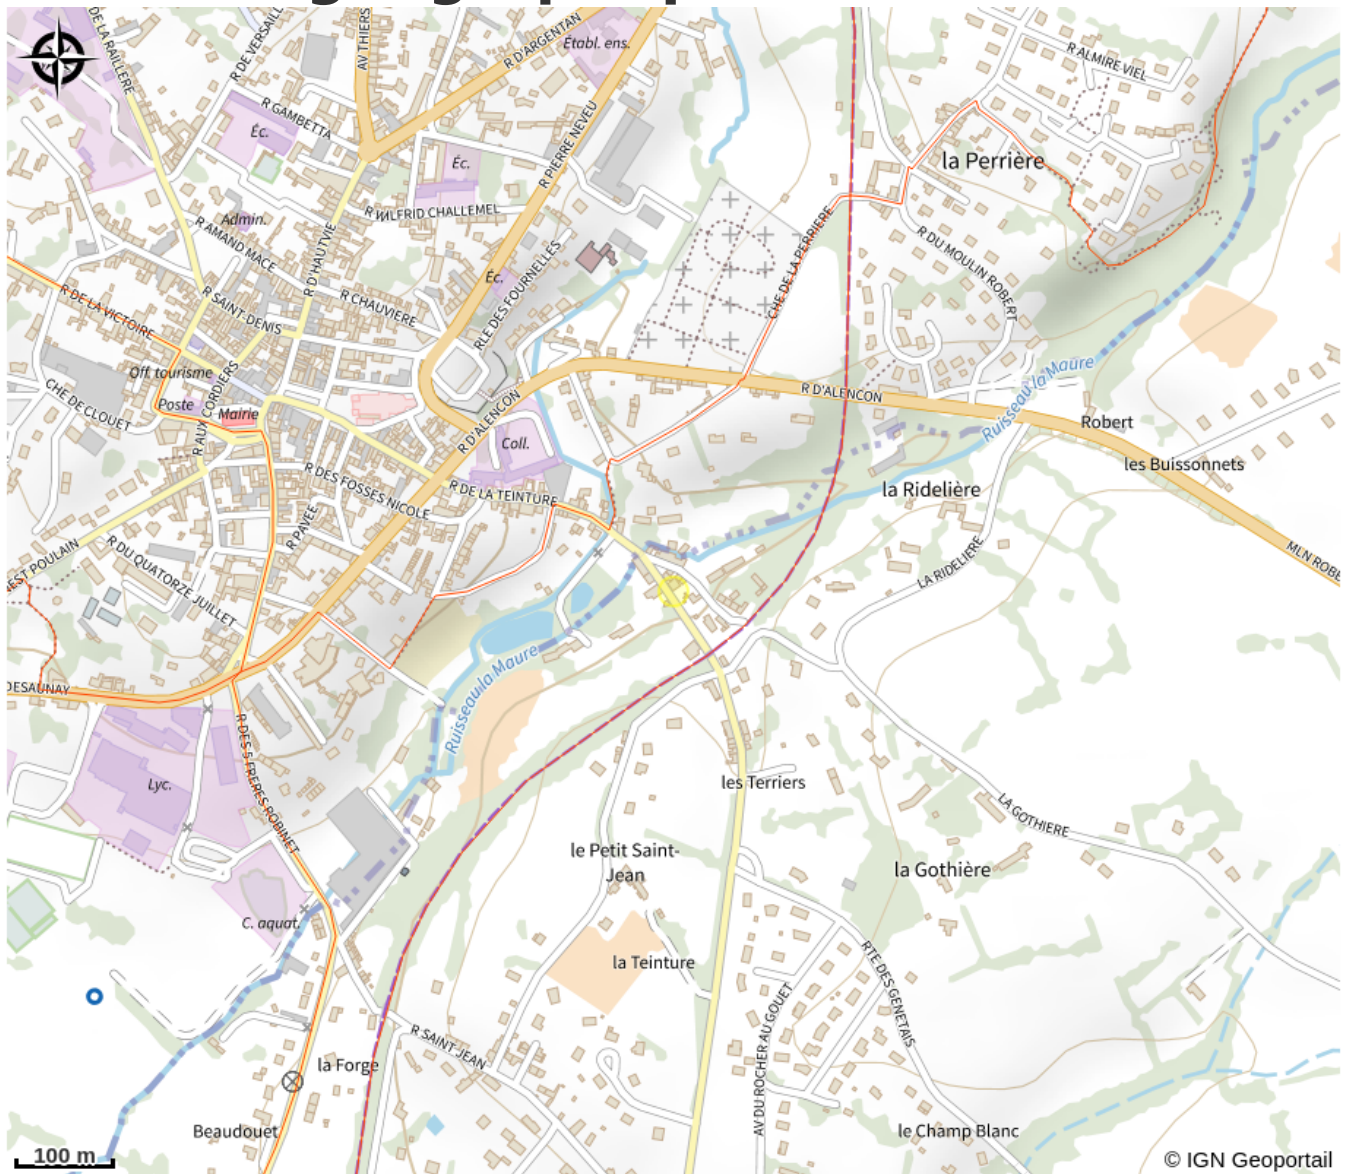 DE LA RAILLERE
R DE VERSAILL
AV THIERS
R D'ARGENTAN
Établ. ens.
R ALMIRE VIEL
R GAMBETTA
Éc.
Éc.
R PIERRE NEVEU
la Perrière
R WILFRID CHALLEMEL
Admin.
R AMAND MACE
R D'HAUTVIE
RLE DES FOURNELLES
CHE DE LA PERRIERE
R DU MOULIN ROBERT
Éc.
R DE LA VICTOIRE
R SAINT-DENIS
R CHAUVIERE
Off. tourisme
R D'ALENCON
Ruisseau la Maure
CHE DE CLOUET
Poste
Mairie
R AUX CORDIERS
R D'ALENCON
Coll.
Robert
les Buissonnets
R DES FOSSES NICOLE
R DE LA TEINTURE
la Ridelière
R PAVEE
MLN ROBE
EST POULAIN
R DU QUATORZE JUILLET
LA RIDELIERE
Ruisseau la Maure
DESAUNAY
R DES 5 FRERES ROBINET
Lyc.
les Terriers
LA GOTHIERE
le Petit Saint-
Jean
la Gothière
C. aquat.
la Teinture
RTE DES GENETAIS
AV DU ROCHER AU GOUET
R SAINT JEAN
la Forge
Beaudouet
le Champ Blanc
100 m
© IGN Geoportail